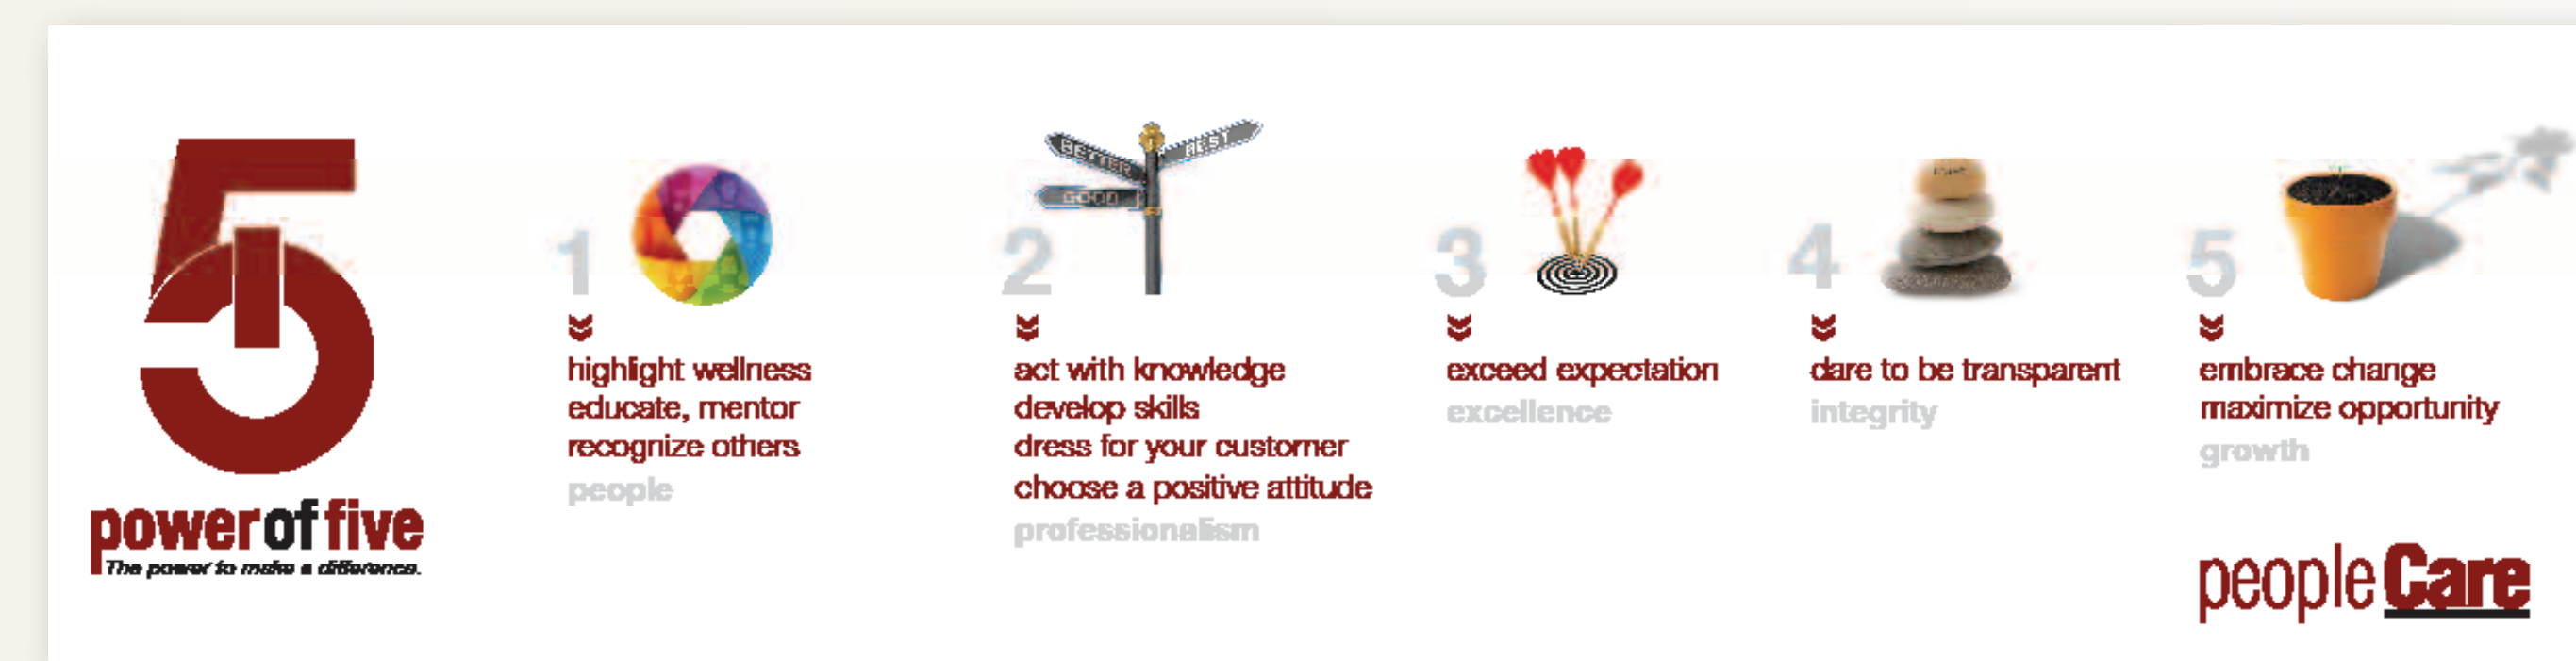 5
powerof five
The power to make a difference.
1
highlight wellness
educate, mentor
recognize others
people
2
BETTER
BEST
GOOD
act with knowledge
develop skills
dress for your customer
choose a positive attitude
professionalism
3
exceed expectation
excellence
4
dare to be transparent
integrity
5
embrace change
maximize opportunity
growth
peopleCare